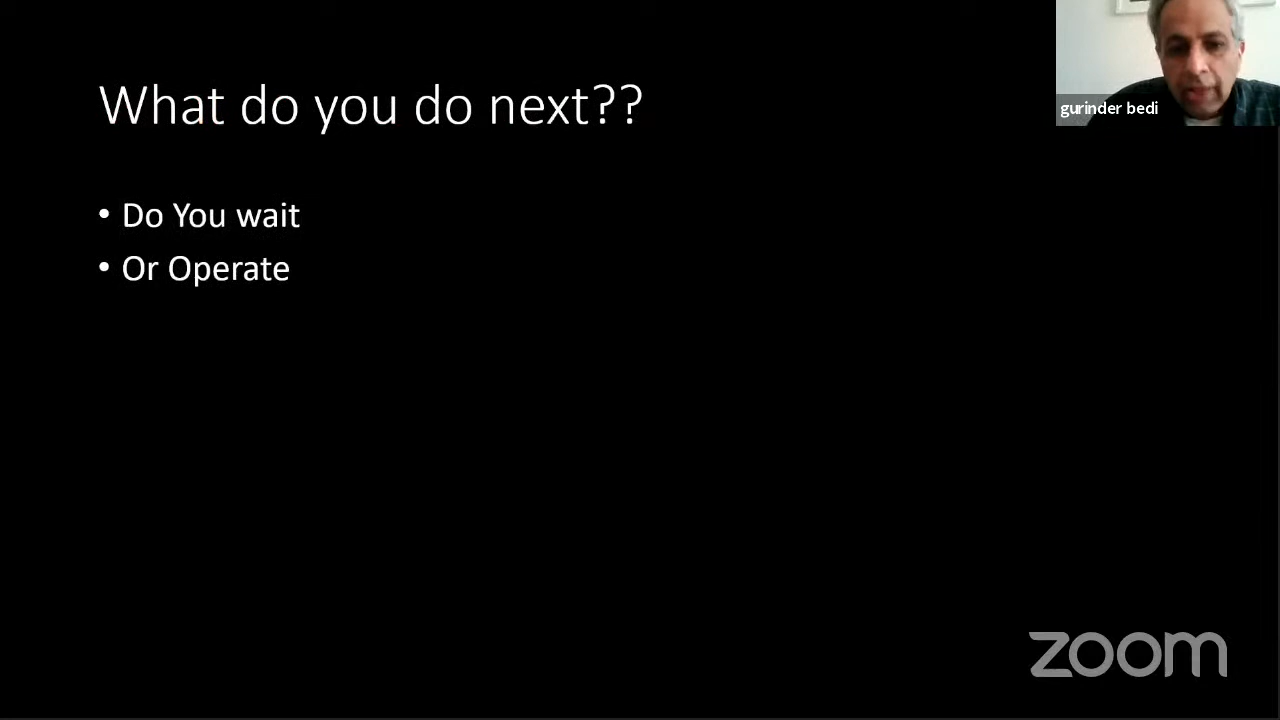 What do you do next??
• Do You wait
• Or Operate
gurinder bedi
zoom